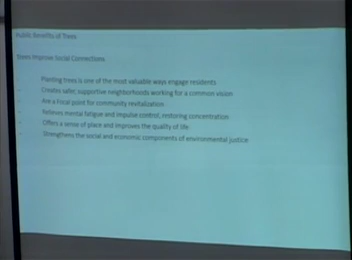 Public Benefits of Trees
Trees Improve Social Connections
- Planting trees is one of the most valuable ways engage residents
- Creates safer, supportive neighborhoods working for a common vision
- Are a Focal point for community revitalization
- Relieves mental fatigue and impulse control, restoring concentration
- Offers a sense of place and improves the quality of life
- Strengthens the social and economic components of environmental justice